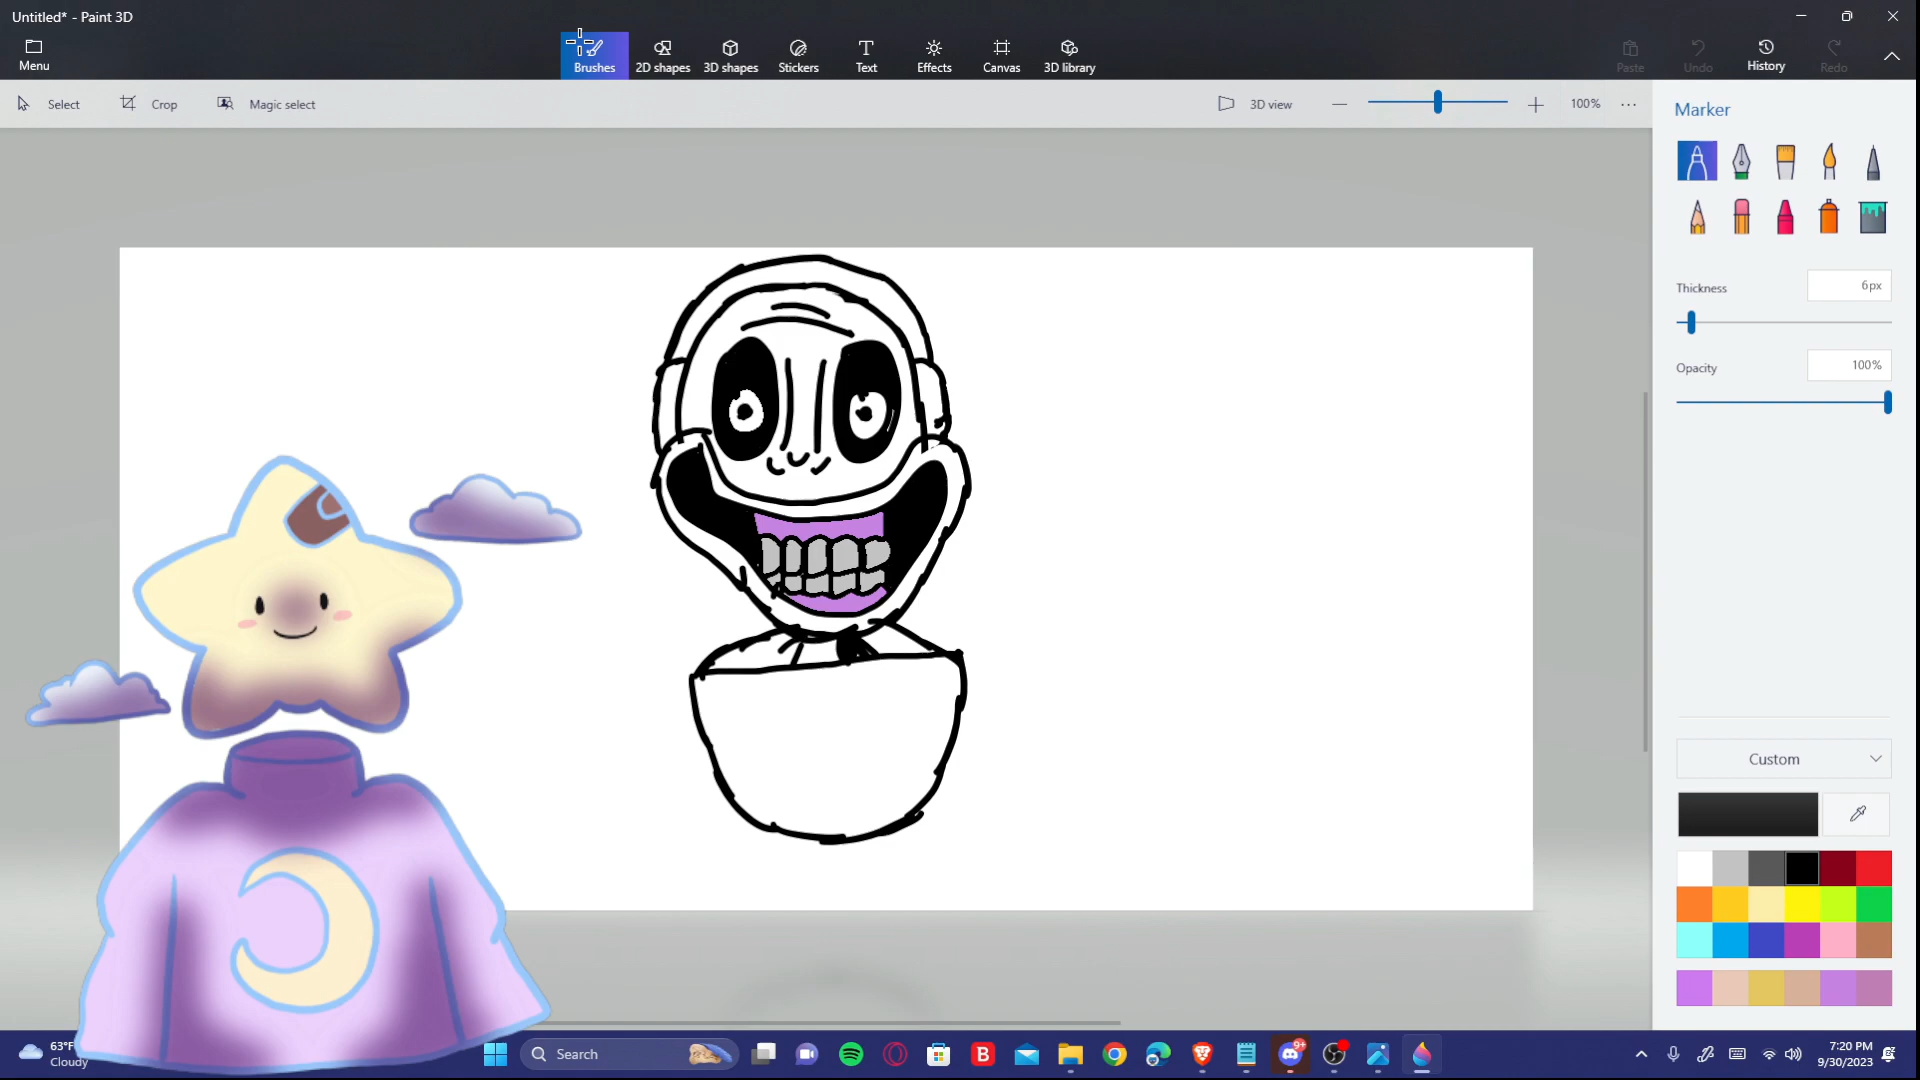 Untitled* - Paint 3D
Menu
Brushes
2D shapes
3D shapes
Stickers
Text
Effects
Canvas
3D library
Paste
Undo
History
Redo
Select
Crop
Magic select
3D view
100%
Marker
Thickness
6px
Opacity
100%
Custom
63°F
Cloudy
Search
B
9+
7:20 PM
9/30/2023